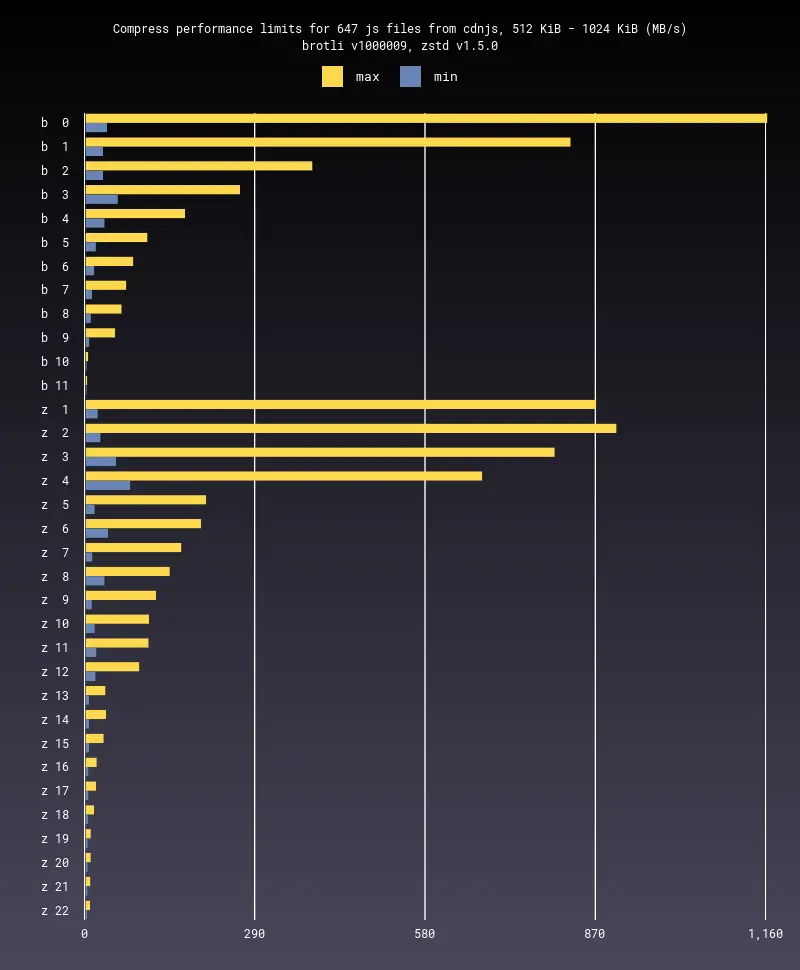 Compress performance limits for 647 js files from cdnjs, 512 KiB - 1024 KiB (MB/s)
brotli v1000009, zstd v1.5.0
max min
b 0
b 1
b 2
b 3
b 4
b 5
b 6
b 7
b 8
b 9
b 10
b 11
z 1
z 2
z 3
z 4
z 5
z 6
z 7
z 8
z 9
z 10
z 11
z 12
z 13
z 14
z 15
z 16
z 17
z 18
z 19
z 20
z 21
z 22
0 290 580 870 1,160